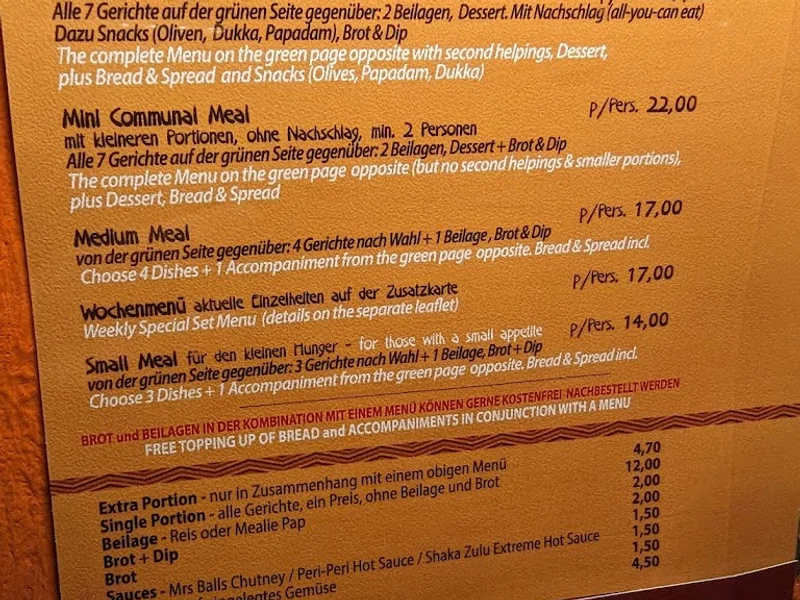 Alle 7 Gerichte auf der grünen Seite gegenüber: 2 Beilagen, Dessert. Mit Nachschlag (all-you-can eat)
Dazu Snacks (Oliven, Dukka, Papadam), Brot & Dip
The complete Menu on the green page opposite with second helpings, Dessert,
plus Bread & Spread and Snacks (Olives, Papadam, Dukka)
Mini Communal Meal p/Pers. 22,00
mit kleineren Portionen, ohne Nachschlag, min. 2 Personen
Alle 7 Gerichte auf der grünen Seite gegenüber: 2 Beilagen, Dessert + Brot & Dip
The complete Menu on the green page opposite (but no second helpings & smaller portions),
plus Dessert, Bread & Spread
Medium Meal p/Pers. 17,00
von der grünen Seite gegenüber: 4 Gerichte nach Wahl + 1 Beilage, Brot & Dip
Choose 4 Dishes + 1 Accompaniment from the green page opposite. Bread & Spread incl.
Wochenmenü aktuelle Einzelheiten auf der Zusatzkarte p/Pers. 17,00
Weekly Special Set Menu (details on the separate leaflet)
Small Meal für den kleinen Hunger - for those with a small appetite p/Pers. 14,00
von der grünen Seite gegenüber: 3 Gerichte nach Wahl + 1 Beilage, Brot + Dip
Choose 3 Dishes + 1 Accompaniment from the green page opposite. Bread & Spread incl.
BROT und BEILAGEN IN DER KOMBINATION MIT EINEM MENÜ KÖNNEN GERNE KOSTENFREI NACHBESTELLT WERDEN
FREE TOPPING UP OF BREAD and ACCOMPANIMENTS IN CONJUNCTION WITH A MENU
Extra Portion - nur in Zusammenhang mit einem obigen Menü 4,70
Single Portion - alle Gerichte, ein Preis, ohne Beilage und Brot 12,00
Beilage - Reis oder Mealie Pap 2,00
Brot + Dip 2,00
Brot 1,50
Sauces - Mrs Balls Chutney / Peri-Peri Hot Sauce / Shaka Zulu Extreme Hot Sauce 1,50
1,50
eingelegtes Gemüse 4,50